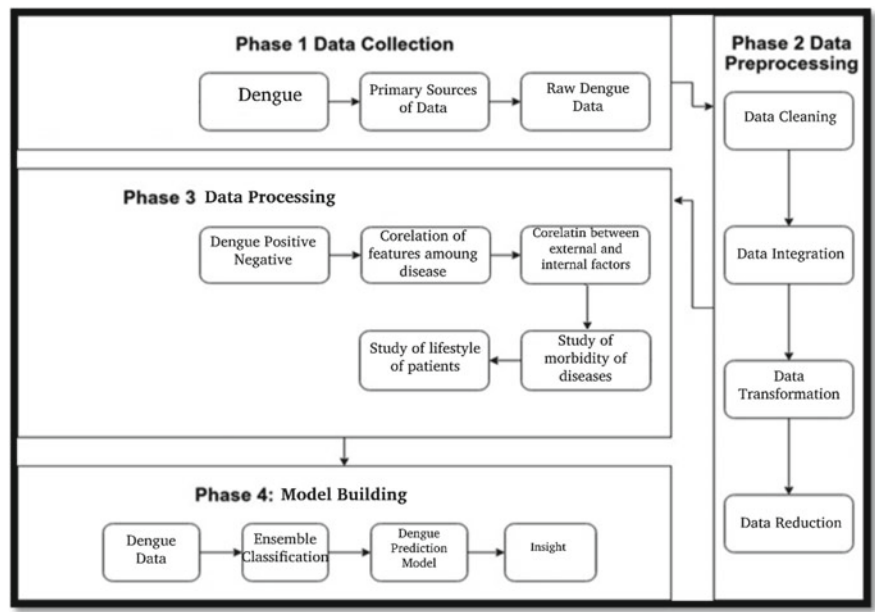 Phase 1 Data Collection
Dengue
Primary Sources
of Data
Raw Dengue
Data
Phase 2 Data
Preprocessing
Data Cleaning
Data Integration
Data
Transformation
Data Reduction
Phase 3 Data Processing
Dengue Positive
Negative
Corelation of
features amoung
disease
Corelatin between
external and
internal factors
Study of
morbidity of
diseases
Study of lifestyle
of patients
Phase 4: Model Building
Dengue
Data
Ensemble
Classification
Dengue
Prediction
Model
Insight